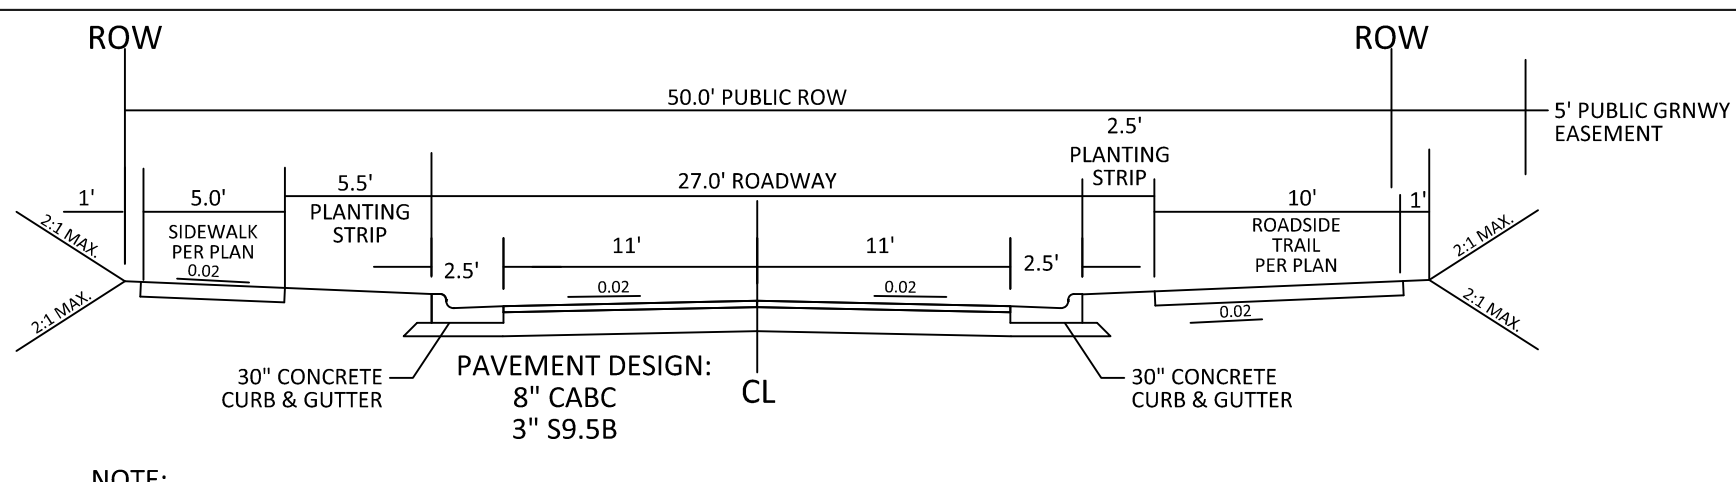 ROW
ROW
50.0' PUBLIC ROW
5' PUBLIC GRNWY
EASEMENT
2.5'
PLANTING
STRIP
1'
5.0'
5.5'
27.0' ROADWAY
10'
1'
SIDEWALK
PER PLAN
PLANTING
STRIP
ROADSIDE
TRAIL
PER PLAN
2:1 MAX.
2:1 MAX.
0.02
2.5'
11'
11'
2.5'
0.02
0.02
0.02
2:1 MAX.
2:1 MAX.
30" CONCRETE
CURB & GUTTER
PAVEMENT DESIGN:
8" CABC
3" S9.5B
CL
30" CONCRETE
CURB & GUTTER
NOTE: